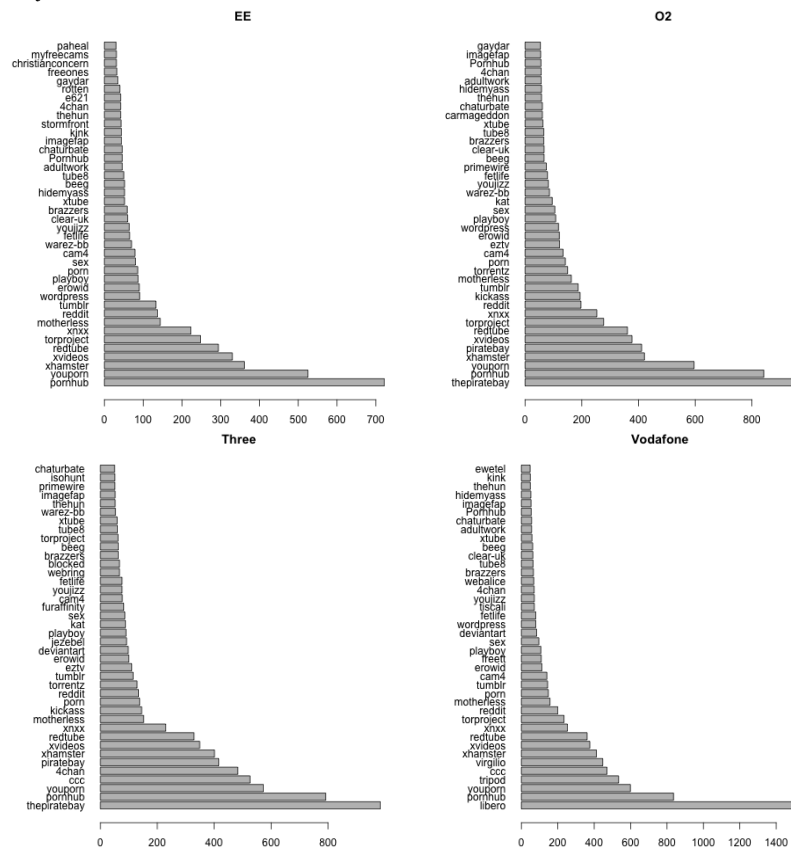 EE
paheal
myfreecams
christianconcern
freeones
gaydar
rotten
e621
4chan
thehun
stormfront
kink
imagefap
chaturbate
Pornhub
adultwork
tube8
beeg
hidemyass
xtube
brazzers
clear-uk
youjizz
fetlife
warez-bb
cam4
sex
porn
playboy
erowid
wordpress
tumblr
reddit
motherless
xnxx
torproject
redtube
xvideos
xhamster
youporn
pornhub
0 100 200 300 400 500 600 700
O2
gaydar
imagefap
Pornhub
4chan
adultwork
hidemyass
thehun
chaturbate
carmageddon
xtube
tube8
brazzers
clear-uk
beeg
primewire
fetlife
youjizz
warez-bb
kat
sex
playboy
wordpress
erowid
eztv
cam4
porn
torrentz
motherless
tumblr
kickass
reddit
xnxx
torproject
redtube
xvideos
piratebay
xhamster
youporn
pornhub
thepiratebay
0 200 400 600 800
Three
chaturbate
isohunt
primewire
imagefap
thehun
warez-bb
xtube
tube8
torproject
beeg
brazzers
blocked
webring
fetlife
youjizz
cam4
furaffinity
sex
kat
playboy
jezebel
deviantart
erowid
eztv
tumblr
torrentz
reddit
porn
kickass
motherless
xnxx
redtube
xvideos
xhamster
piratebay
4chan
ccc
youporn
pornhub
thepiratebay
0 200 400 600 800
Vodafone
ewetel
kink
thehun
hidemyass
imagefap
Pornhub
chaturbate
adultwork
xtube
beeg
clear-uk
tube8
brazzers
webalice
4chan
youjizz
tiscali
fetlife
wordpress
deviantart
sex
playboy
freett
erowid
cam4
tumblr
porn
motherless
reddit
torproject
xnxx
redtube
xvideos
xhamster
virgilio
ccc
tripod
youporn
pornhub
libero
0 200 400 600 800 1000 1200 1400